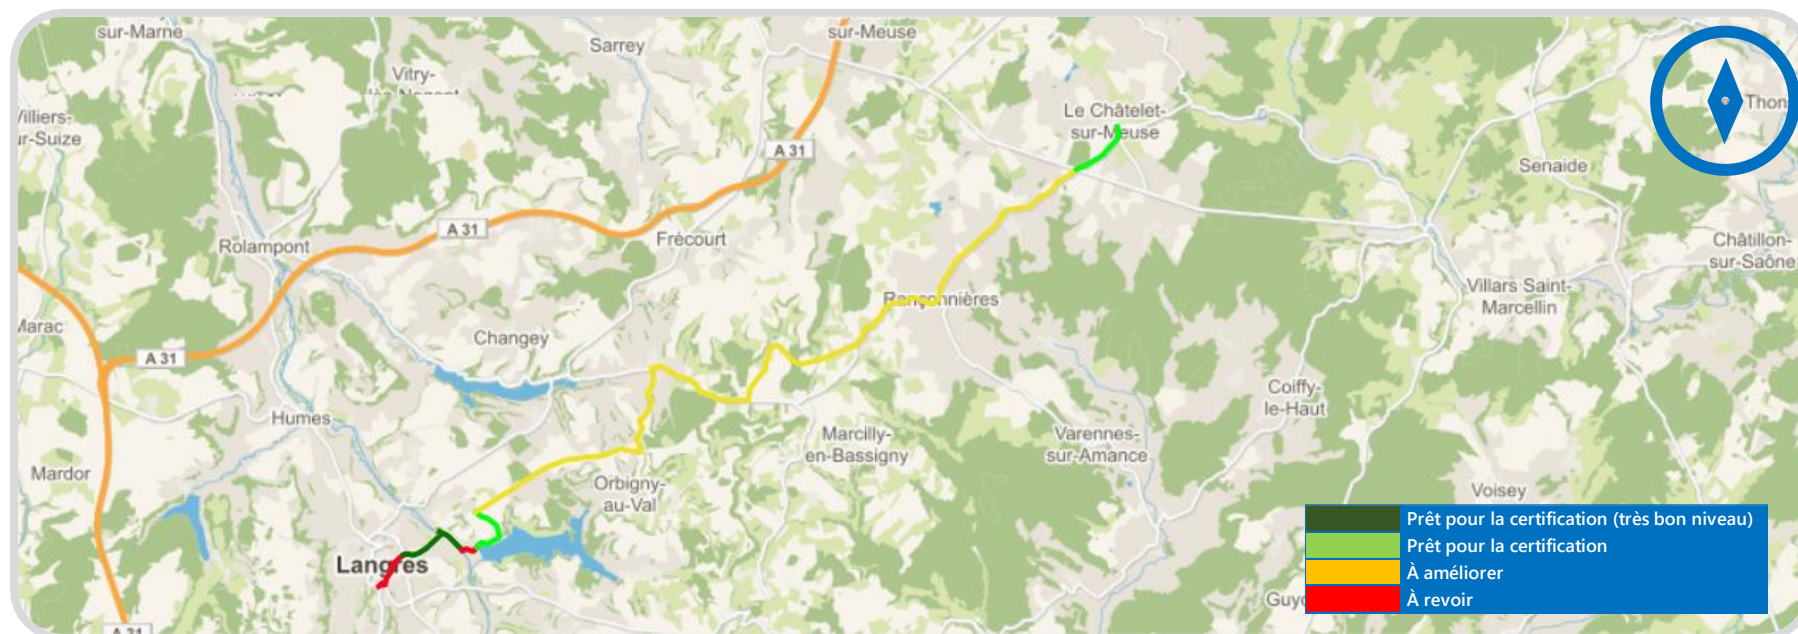 sur-Marne
sur-Meuse
Sarrey
Vitry-
Le Châtelet-
sur-Meuse
Thon
Villiers-
ur-Suize
A 31
Senaide
A 31
Rolampont
Frécourt
Châtillon-
sur-Saône
Villars Saint-
Marcellin
Rançonnières
Marac
Changey
A 31
Coiffy-
le-Haut
Humes
Marcilly-
en-Bassigny
Varennes-
sur-Amance
Mardor
Orbigny-
au-Val
Voisey
Langres
Guyo
A 31
Prêt pour la certification (très bon niveau)
Prêt pour la certification
À améliorer
À revoir